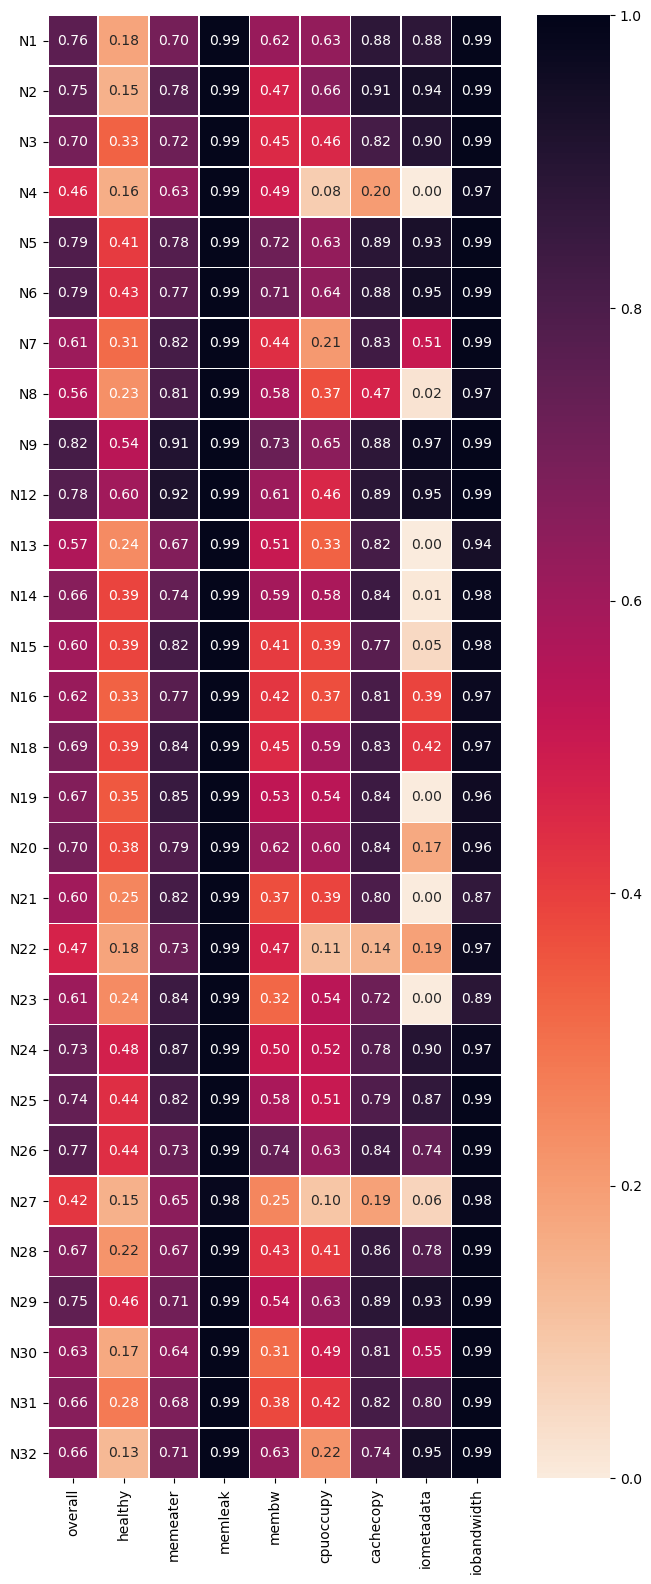 N1 0.76 0.18 0.70 0.99 0.62 0.63 0.88 0.88 0.99
N2 0.75 0.15 0.78 0.99 0.47 0.66 0.91 0.94 0.99
N3 0.70 0.33 0.72 0.99 0.45 0.46 0.82 0.90 0.99
N4 0.46 0.16 0.63 0.99 0.49 0.08 0.20 0.00 0.97
N5 0.79 0.41 0.78 0.99 0.72 0.63 0.89 0.93 0.99
N6 0.79 0.43 0.77 0.99 0.71 0.64 0.88 0.95 0.99
N7 0.61 0.31 0.82 0.99 0.44 0.21 0.83 0.51 0.99
N8 0.56 0.23 0.81 0.99 0.58 0.37 0.47 0.02 0.97
N9 0.82 0.54 0.91 0.99 0.73 0.65 0.88 0.97 0.99
N12 0.78 0.60 0.92 0.99 0.61 0.46 0.89 0.95 0.99
N13 0.57 0.24 0.67 0.99 0.51 0.33 0.82 0.00 0.94
N14 0.66 0.39 0.74 0.99 0.59 0.58 0.84 0.01 0.98
N15 0.60 0.39 0.82 0.99 0.41 0.39 0.77 0.05 0.98
N16 0.62 0.33 0.77 0.99 0.42 0.37 0.81 0.39 0.97
N18 0.69 0.39 0.84 0.99 0.45 0.59 0.83 0.42 0.97
N19 0.67 0.35 0.85 0.99 0.53 0.54 0.84 0.00 0.96
N20 0.70 0.38 0.79 0.99 0.62 0.60 0.84 0.17 0.96
N21 0.60 0.25 0.82 0.99 0.37 0.39 0.80 0.00 0.87
N22 0.47 0.18 0.73 0.99 0.47 0.11 0.14 0.19 0.97
N23 0.61 0.24 0.84 0.99 0.32 0.54 0.72 0.00 0.89
N24 0.73 0.48 0.87 0.99 0.50 0.52 0.78 0.90 0.97
N25 0.74 0.44 0.82 0.99 0.58 0.51 0.79 0.87 0.99
N26 0.77 0.44 0.73 0.99 0.74 0.63 0.84 0.74 0.99
N27 0.42 0.15 0.65 0.98 0.25 0.10 0.19 0.06 0.98
N28 0.67 0.22 0.67 0.99 0.43 0.41 0.86 0.78 0.99
N29 0.75 0.46 0.71 0.99 0.54 0.63 0.89 0.93 0.99
N30 0.63 0.17 0.64 0.99 0.31 0.49 0.81 0.55 0.99
N31 0.66 0.28 0.68 0.99 0.38 0.42 0.82 0.80 0.99
N32 0.66 0.13 0.71 0.99 0.63 0.22 0.74 0.95 0.99
overall healthy memeater memleak membw cpuoccupy cachecopy iometadata iobandwidth
1.0
0.8
0.6
0.4
0.2
0.0